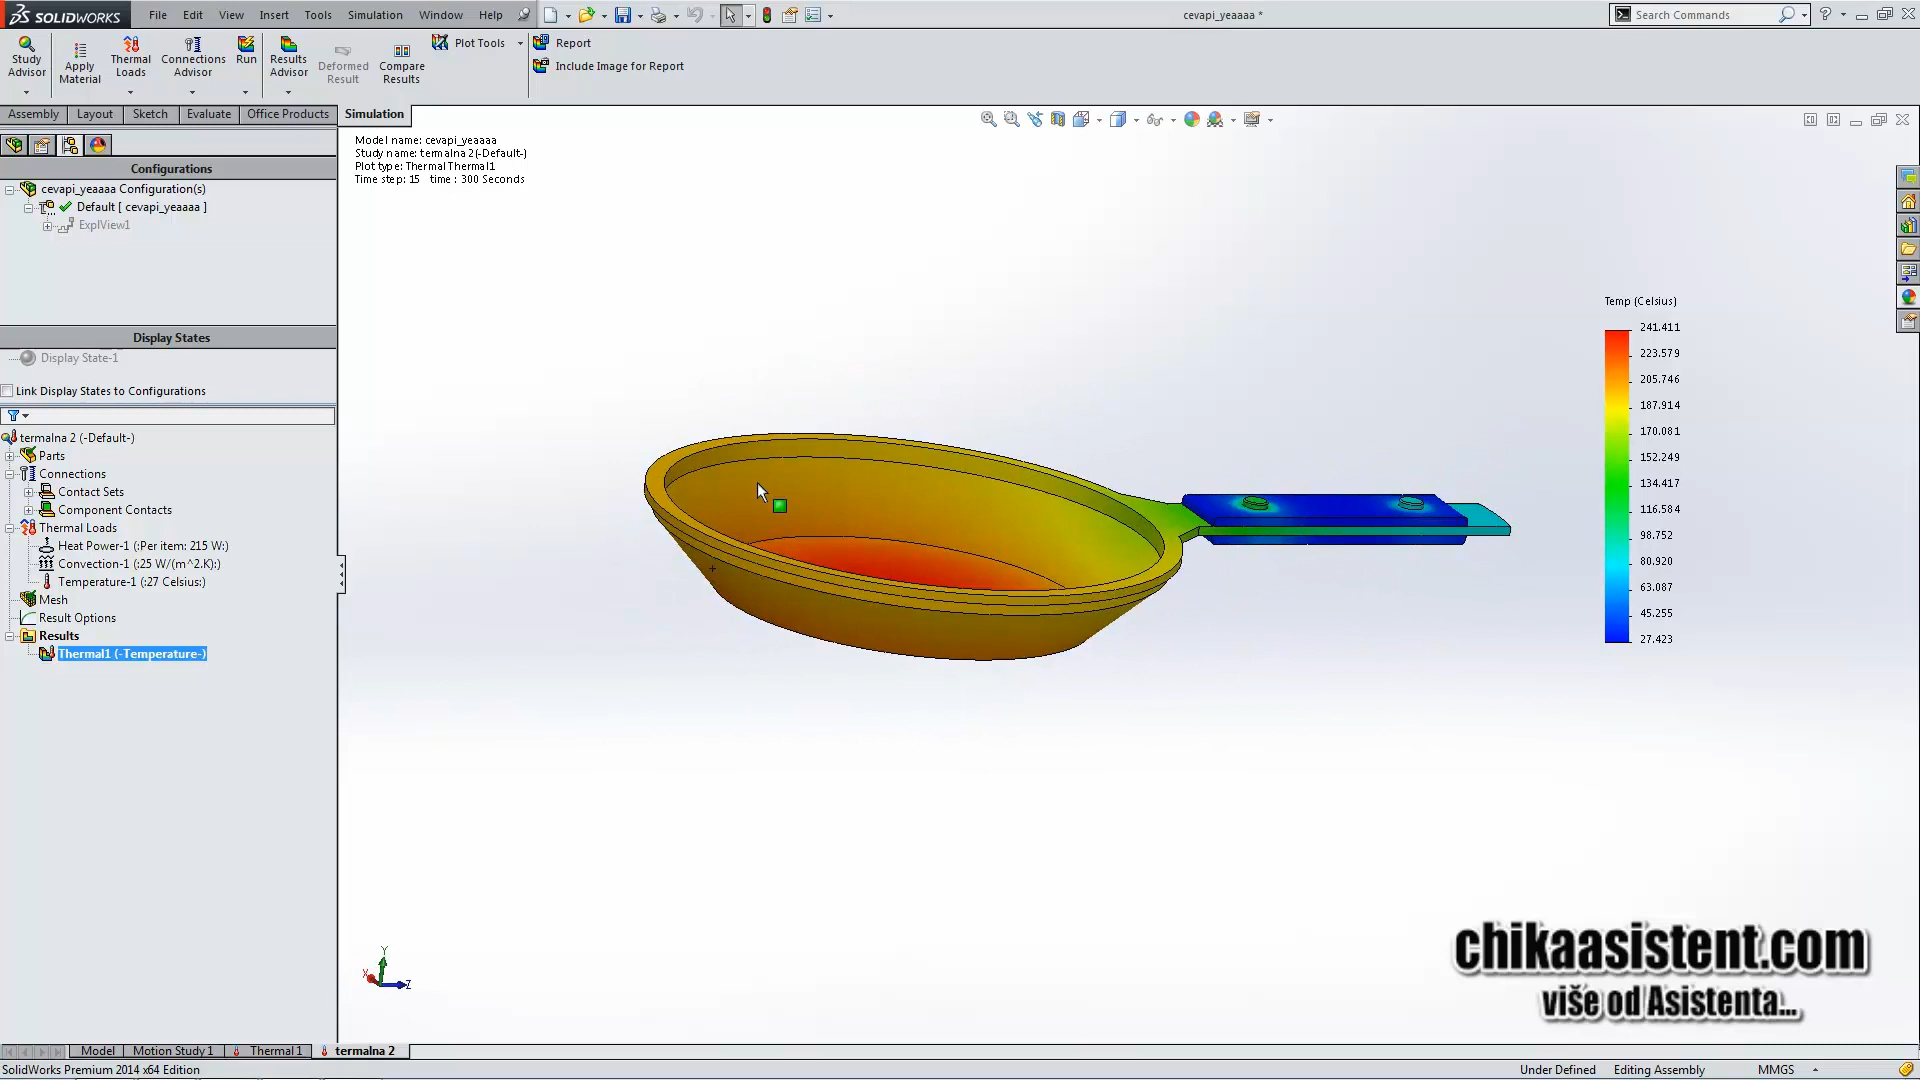 SOLIDWORKS
File Edit View Insert Tools Simulation Window Help
cevapi_yeaaaa *
Search Commands
Study Advisor
Apply Material
Thermal Loads
Connections Advisor
Run
Results Advisor
Deformed Result
Compare Results
Plot Tools
Report
Include Image for Report
Assembly Layout Sketch Evaluate Office Products Simulation
Configurations
cevapi_yeaaaa Configuration(s)
Default [ cevapi_yeaaaa ]
ExplView1
Display States
Display State-1
Link Display States to Configurations
termalna 2 (-Default-)
Parts
Connections
Contact Sets
Component Contacts
Thermal Loads
Heat Power-1 (:Per item: 215 W:)
Convection-1 (:25 W/(m^2.K):)
Temperature-1 (:27 Celsius:)
Mesh
Result Options
Results
Thermal1 (-Temperature-)
Model name: cevapi_yeaaaa
Study name: termalna 2(-Default-)
Plot type: Thermal Thermal1
Time step: 15 time : 300 Seconds
Temp (Celsius)
241.411
223.579
205.746
187.914
170.081
152.249
134.417
116.584
98.752
80.920
63.087
45.255
27.423
Y
X
Z
chikaasistent.com
više od Asistenta...
Model Motion Study 1 Thermal 1 termalna 2
SolidWorks Premium 2014 x64 Edition
Under Defined Editing Assembly MMGS